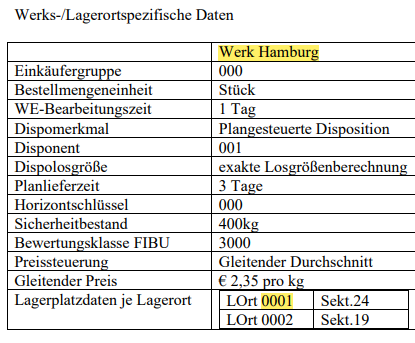 Werks-/Lagerortspezifische Daten
Werk Hamburg
Einkäufergruppe 000
Bestellmengeneinheit Stück
WE-Bearbeitungszeit 1 Tag
Dispomerkmal Plangesteuerte Disposition
Disponent 001
Dispolosgröße exakte Losgrößenberechnung
Planlieferzeit 3 Tage
Horizontschlüssel 000
Sicherheitbestand 400kg
Bewertungsklasse FIBU 3000
Preissteuerung Gleitender Durchschnitt
Gleitender Preis € 2,35 pro kg
Lagerplatzdaten je Lagerort LOrt 0001 Sekt.24
LOrt 0002 Sekt.19